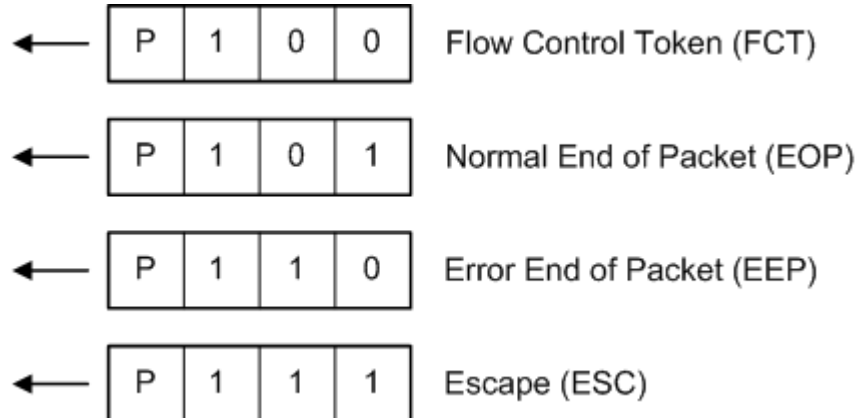 P 1 0 0 Flow Control Token (FCT)
P 1 0 1 Normal End of Packet (EOP)
P 1 1 0 Error End of Packet (EEP)
P 1 1 1 Escape (ESC)